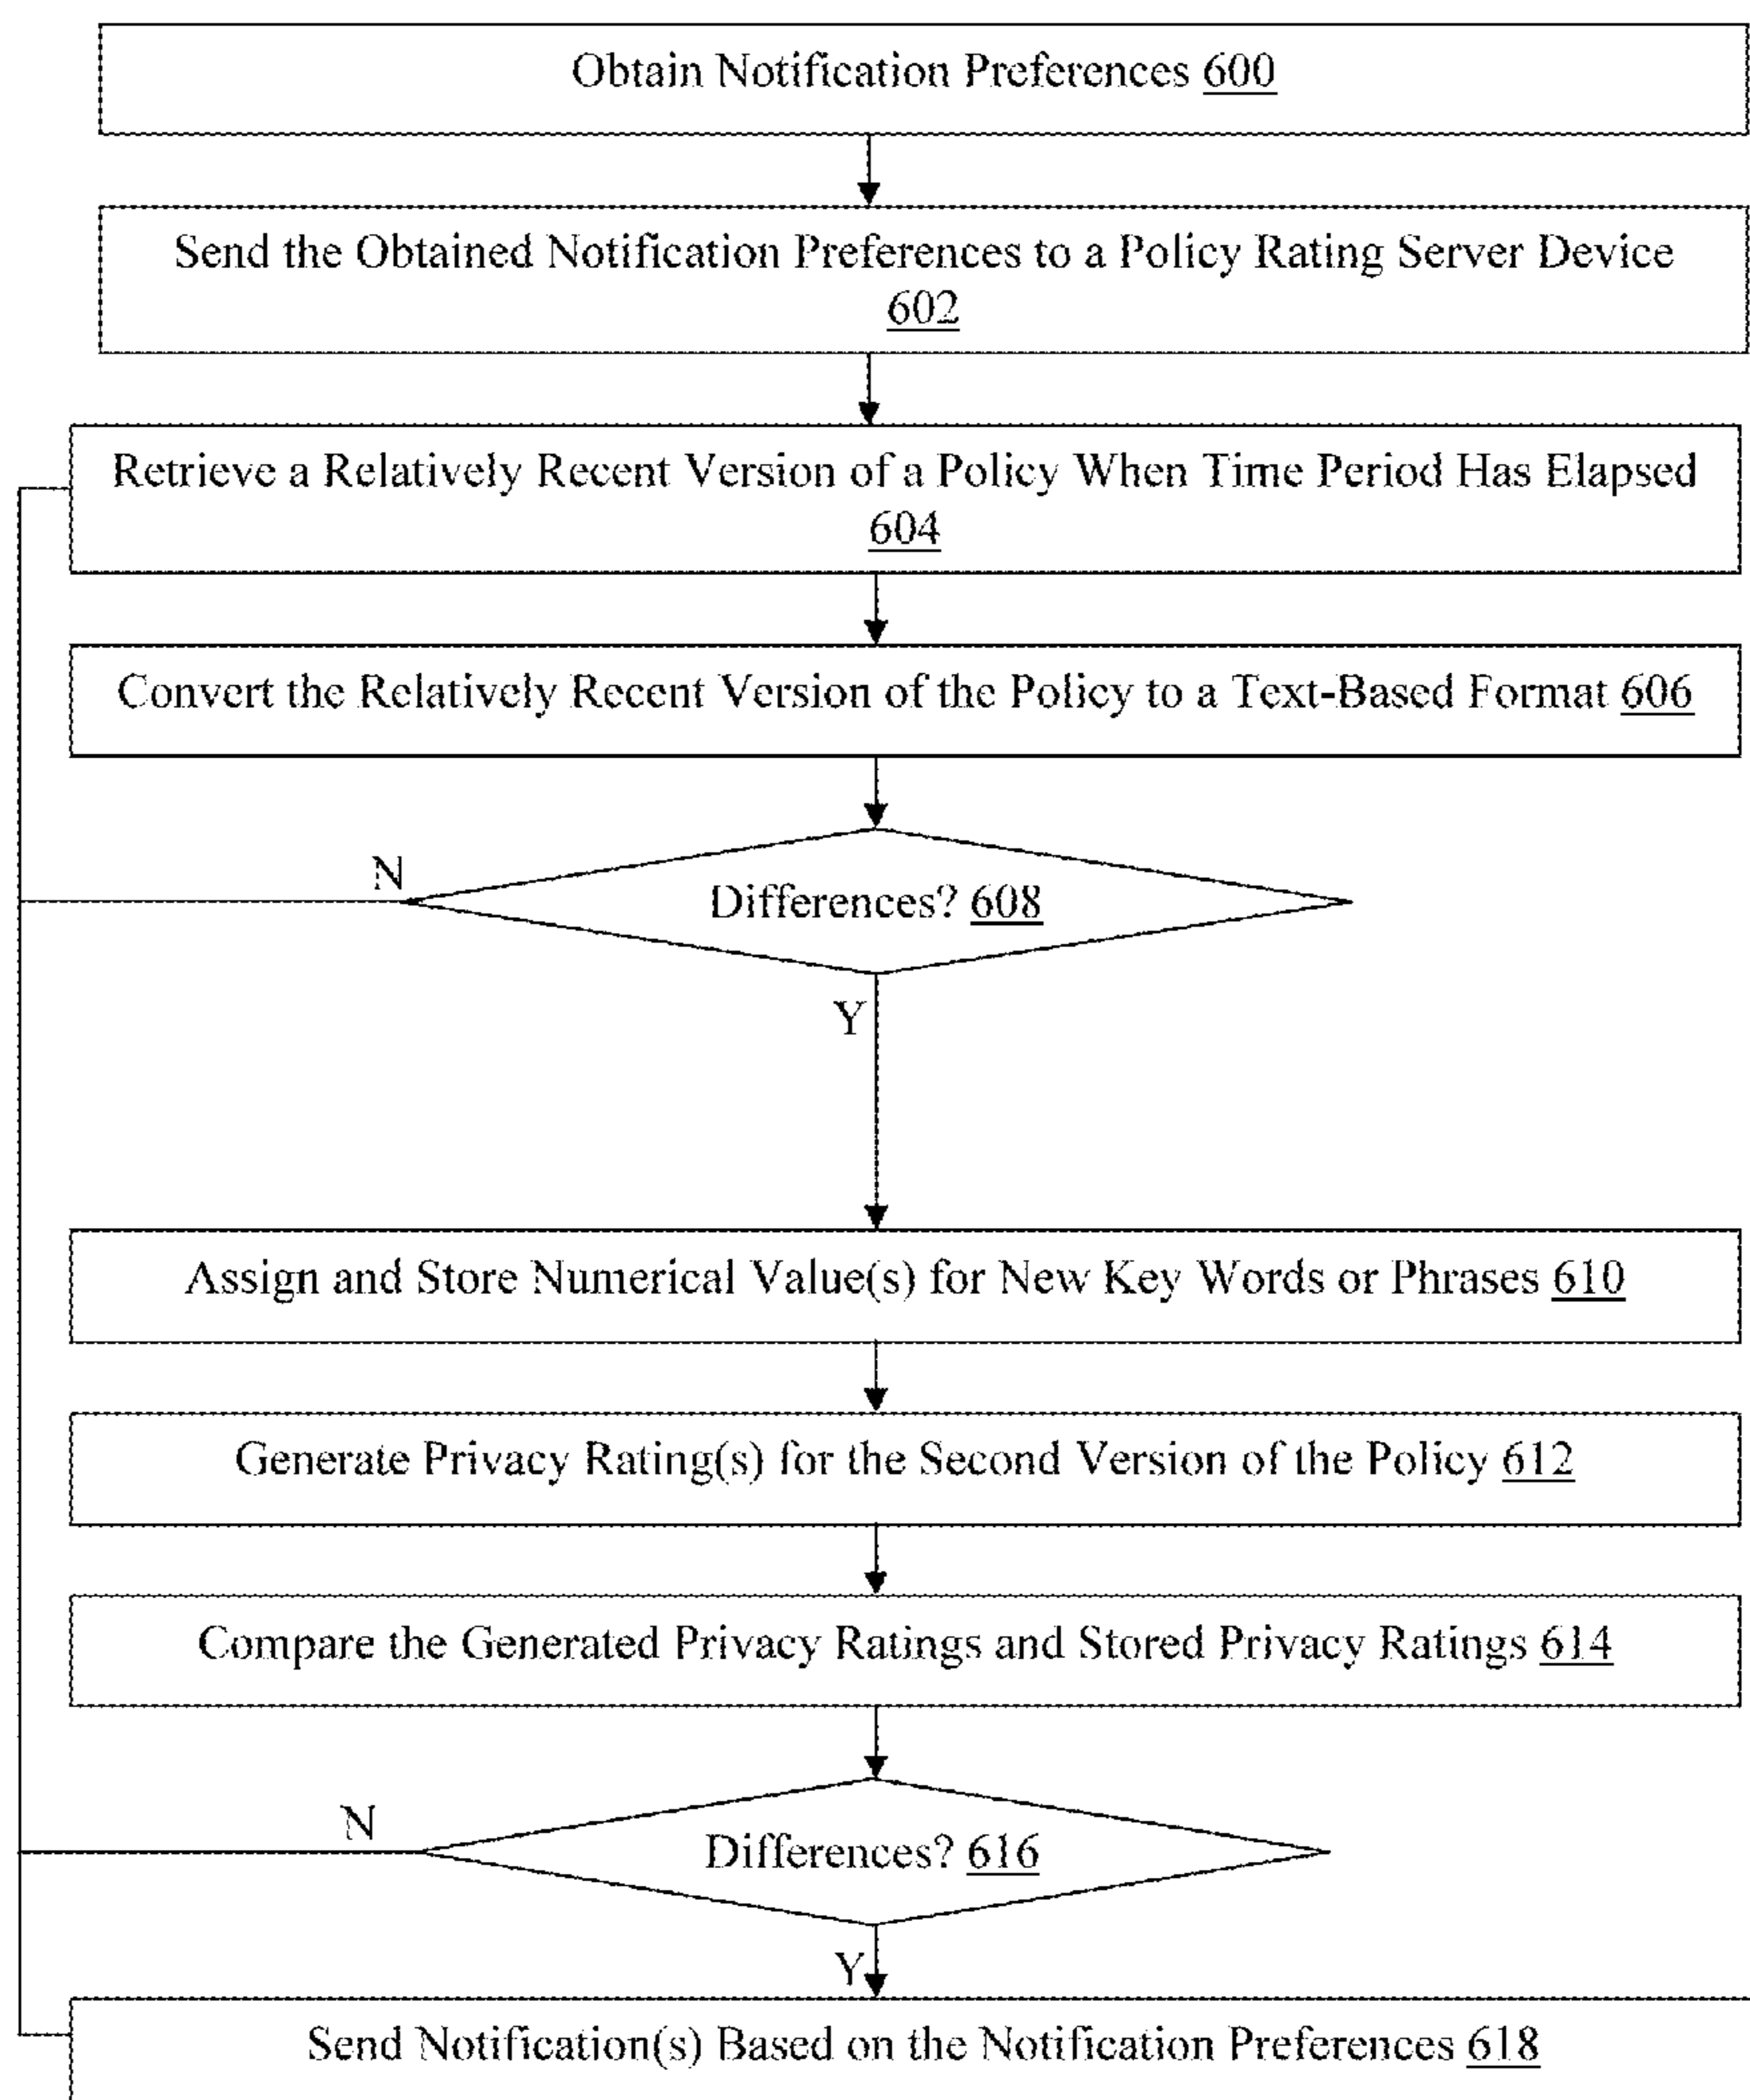 Obtain Notification Preferences 600
Send the Obtained Notification Preferences to a Policy Rating Server Device
602
Retrieve a Relatively Recent Version of a Policy When Time Period Has Elapsed
604
Convert the Relatively Recent Version of the Policy to a Text-Based Format 606
N
Differences? 608
Y
Assign and Store Numerical Value(s) for New Key Words or Phrases 610
Generate Privacy Rating(s) for the Second Version of the Policy 612
Compare the Generated Privacy Ratings and Stored Privacy Ratings 614
N
Differences? 616
Y
Send Notification(s) Based on the Notification Preferences 618